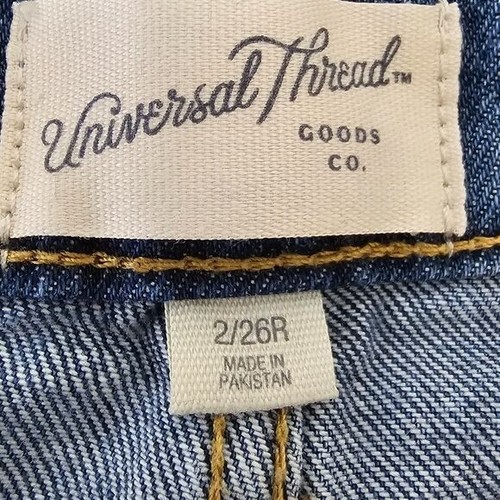 Universal Thread™
GOODS
CO.
2/26R
MADE IN
PAKISTAN